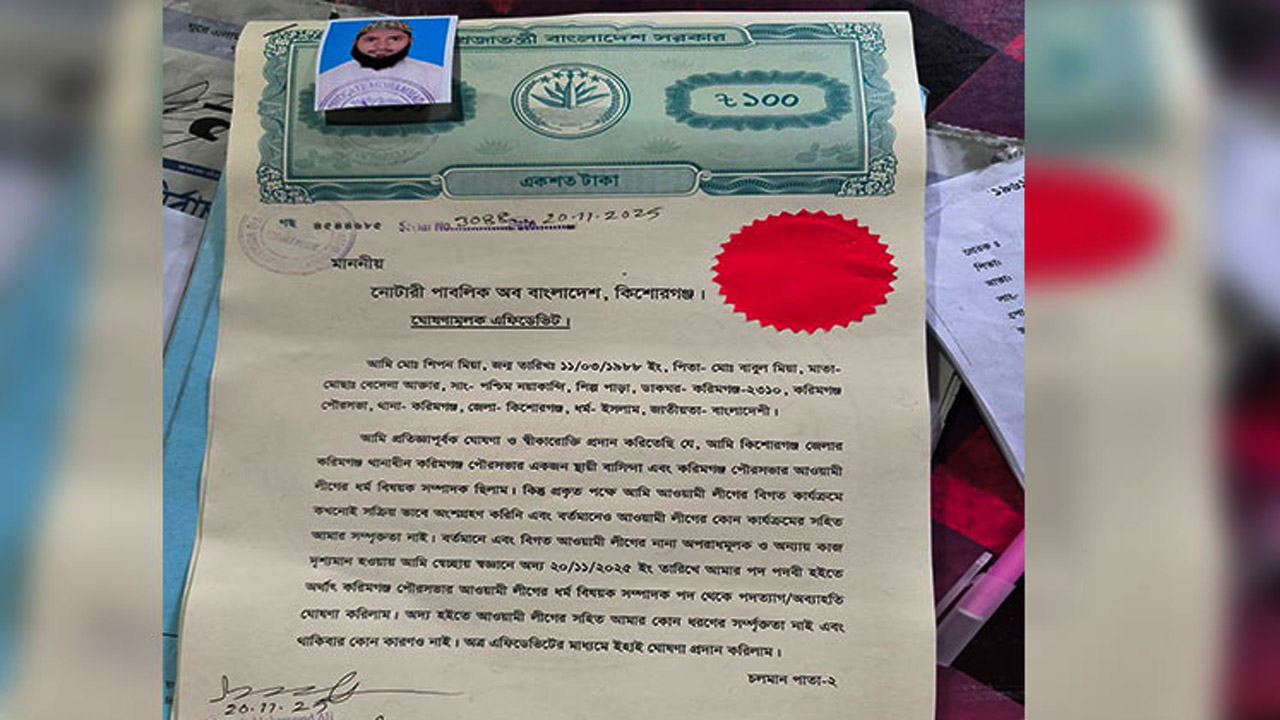 প্রজাতন্ত্রী বাংলাদেশ সরকার
৳ ১০০
একশত টাকা
গছ ৪৫৪৪৬৮৫ Serial No. Date 20-11-2025
মাননীয়
নোটারী পাবলিক অব বাংলাদেশ, কিশোরগঞ্জ।
ঘোষণামূলক এফিডেভিট।
আমি মোঃ শিপন মিয়া, জন্ম তারিখঃ ১১/০৩/১৯৮৮ ইং, পিতা- মোঃ বাবুল মিয়া, মাতা-
মোছাঃ বেদেনা আক্তার, সাং- পশ্চিম নয়াকান্দি, শিল্প পাড়া, ডাকঘর- করিমগঞ্জ-২৩১০, করিমগঞ্জ
পৌরসভা, থানা- করিমগঞ্জ, জেলা- কিশোরগঞ্জ, ধর্ম- ইসলাম, জাতীয়তা- বাংলাদেশী।
আমি প্রতিজ্ঞাপূর্বক ঘোষণা ও স্বীকারোক্তি প্রদান করিতেছি যে, আমি কিশোরগঞ্জ জেলার
করিমগঞ্জ থানাধীন করিমগঞ্জ পৌরসভার একজন স্থায়ী বাসিন্দা এবং করিমগঞ্জ পৌরসভার আওয়ামী
লীগের ধর্ম বিষয়ক সম্পাদক ছিলাম। কিন্তু প্রকৃত পক্ষে আমি আওয়ামী লীগের বিগত কার্যক্রমে
কখনোই সক্রিয় ভাবে অংশগ্রহণ করিনি এবং বর্তমানেও আওয়ামী লীগের কোন কার্যক্রমের সহিত
আমার সম্পৃক্ততা নাই। বর্তমানে এবং বিগত আওয়ামী লীগের নানা অপরাধমূলক ও অন্যায় কাজ
দৃশ্যমান হওয়ায় আমি স্বেচ্ছায় স্বজ্ঞানে অদ্য ২০/১১/২০২৫ ইং তারিখে আমার পদ পদবী হইতে
অর্থাৎ করিমগঞ্জ পৌরসভার আওয়ামী লীগের ধর্ম বিষয়ক সম্পাদক পদ থেকে পদত্যাগ/অব্যাহতি
ঘোষণা করিলাম। অদ্য হইতে আওয়ামী লীগের সহিত আমার কোন ধরণের সর্ম্পৃক্ততা নাই এবং
থাকিবার কোন কারণও নাই। অত্র এফিডেভিটের মাধ্যমে ইহাই ঘোষণা প্রদান করিলাম।
চলমান পাতা-২
20-11-25
পিতা:
মাতা:
সাং-